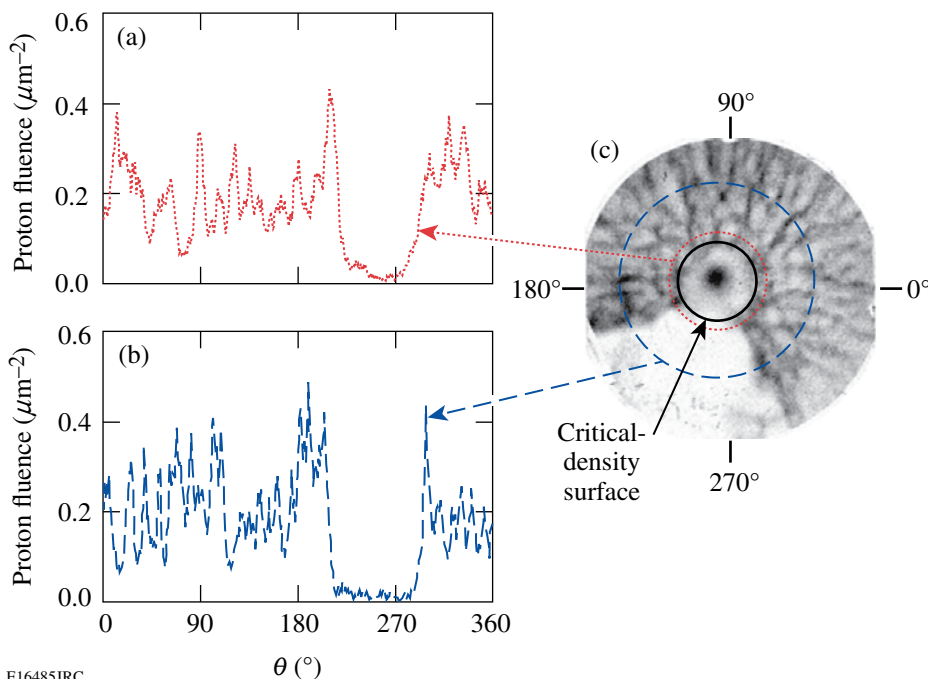 (a)
Proton fluence (μm⁻²)
0.6
0.4
0.2
0.0
(b)
Proton fluence (μm⁻²)
0.6
0.4
0.2
0.0
0 90 180 270 360
θ (°)
(c)
90°
180°
0°
270°
Critical-
density
surface
E16485JRC